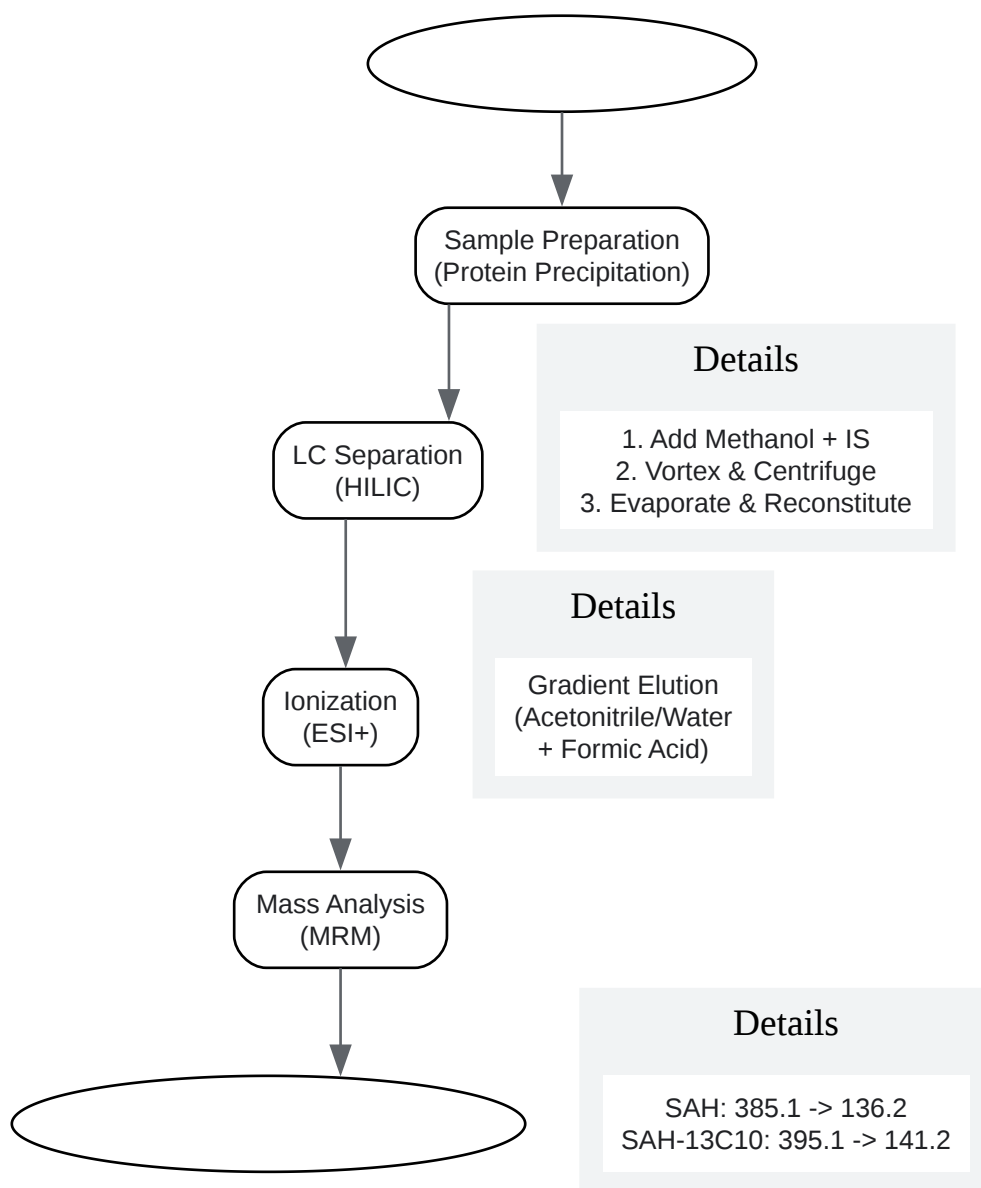 Sample Preparation
(Protein Precipitation)
Details
1. Add Methanol + IS
2. Vortex & Centrifuge
3. Evaporate & Reconstitute
LC Separation
(HILIC)
Details
Gradient Elution
(Acetonitrile/Water
+ Formic Acid)
Ionization
(ESI+)
Mass Analysis
(MRM)
Details
SAH: 385.1 -> 136.2
SAH-13C10: 395.1 -> 141.2